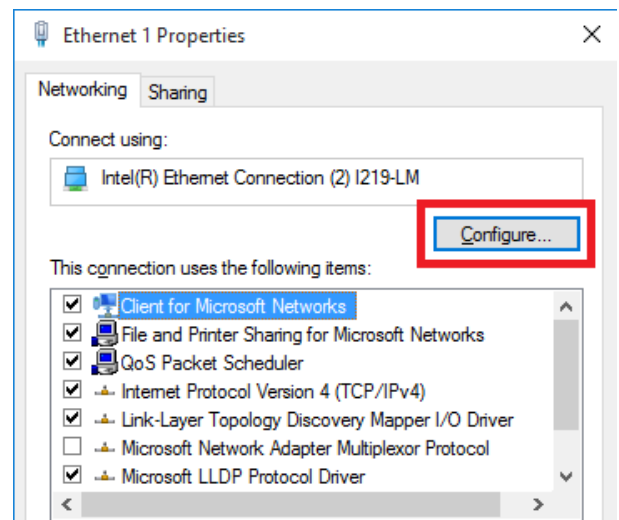 Ethernet 1 Properties
Networking
Sharing
Connect using:
Intel(R) Ethernet Connection (2) I219-LM
Configure...
This connection uses the following items:
Client for Microsoft Networks
File and Printer Sharing for Microsoft Networks
QoS Packet Scheduler
Internet Protocol Version 4 (TCP/IPv4)
Link-Layer Topology Discovery Mapper I/O Driver
Microsoft Network Adapter Multiplexor Protocol
Microsoft LLDP Protocol Driver